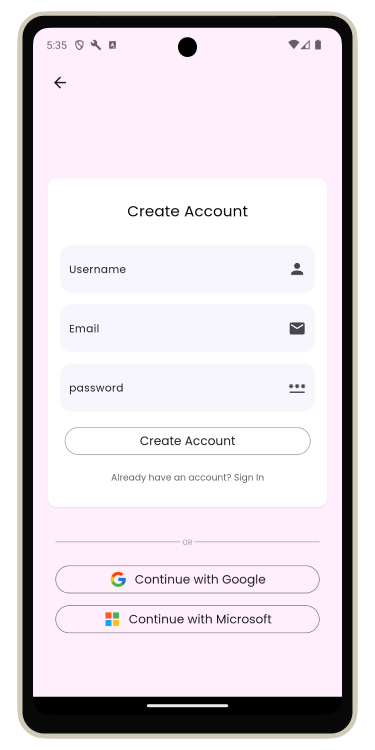 5:35
Create Account
Username
Email
password
Create Account
Already have an account? Sign In
OR
Continue with Google
Continue with Microsoft